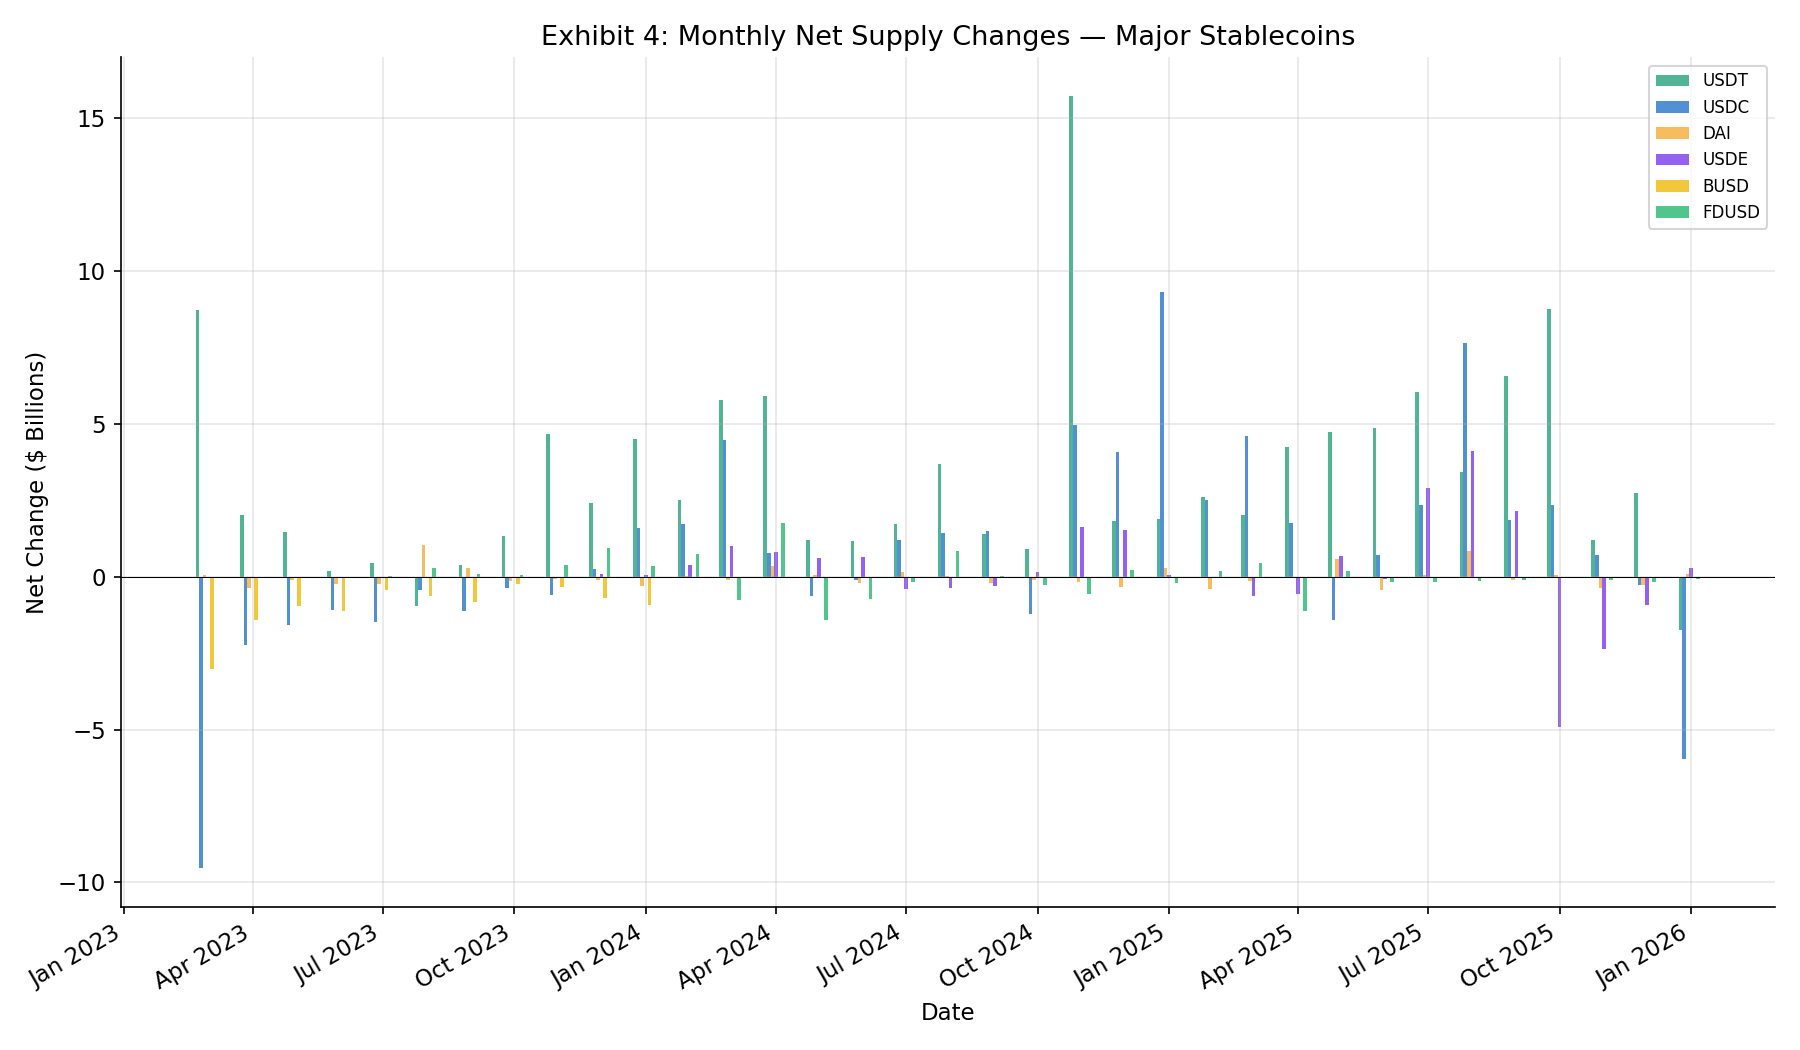 Exhibit 4: Monthly Net Supply Changes — Major Stablecoins
USDT
USDC
DAI
USDE
BUSD
FDUSD
Net Change ($ Billions)
15
10
5
0
−5
−10
Jan 2023
Apr 2023
Jul 2023
Oct 2023
Jan 2024
Apr 2024
Jul 2024
Oct 2024
Jan 2025
Apr 2025
Jul 2025
Oct 2025
Jan 2026
Date